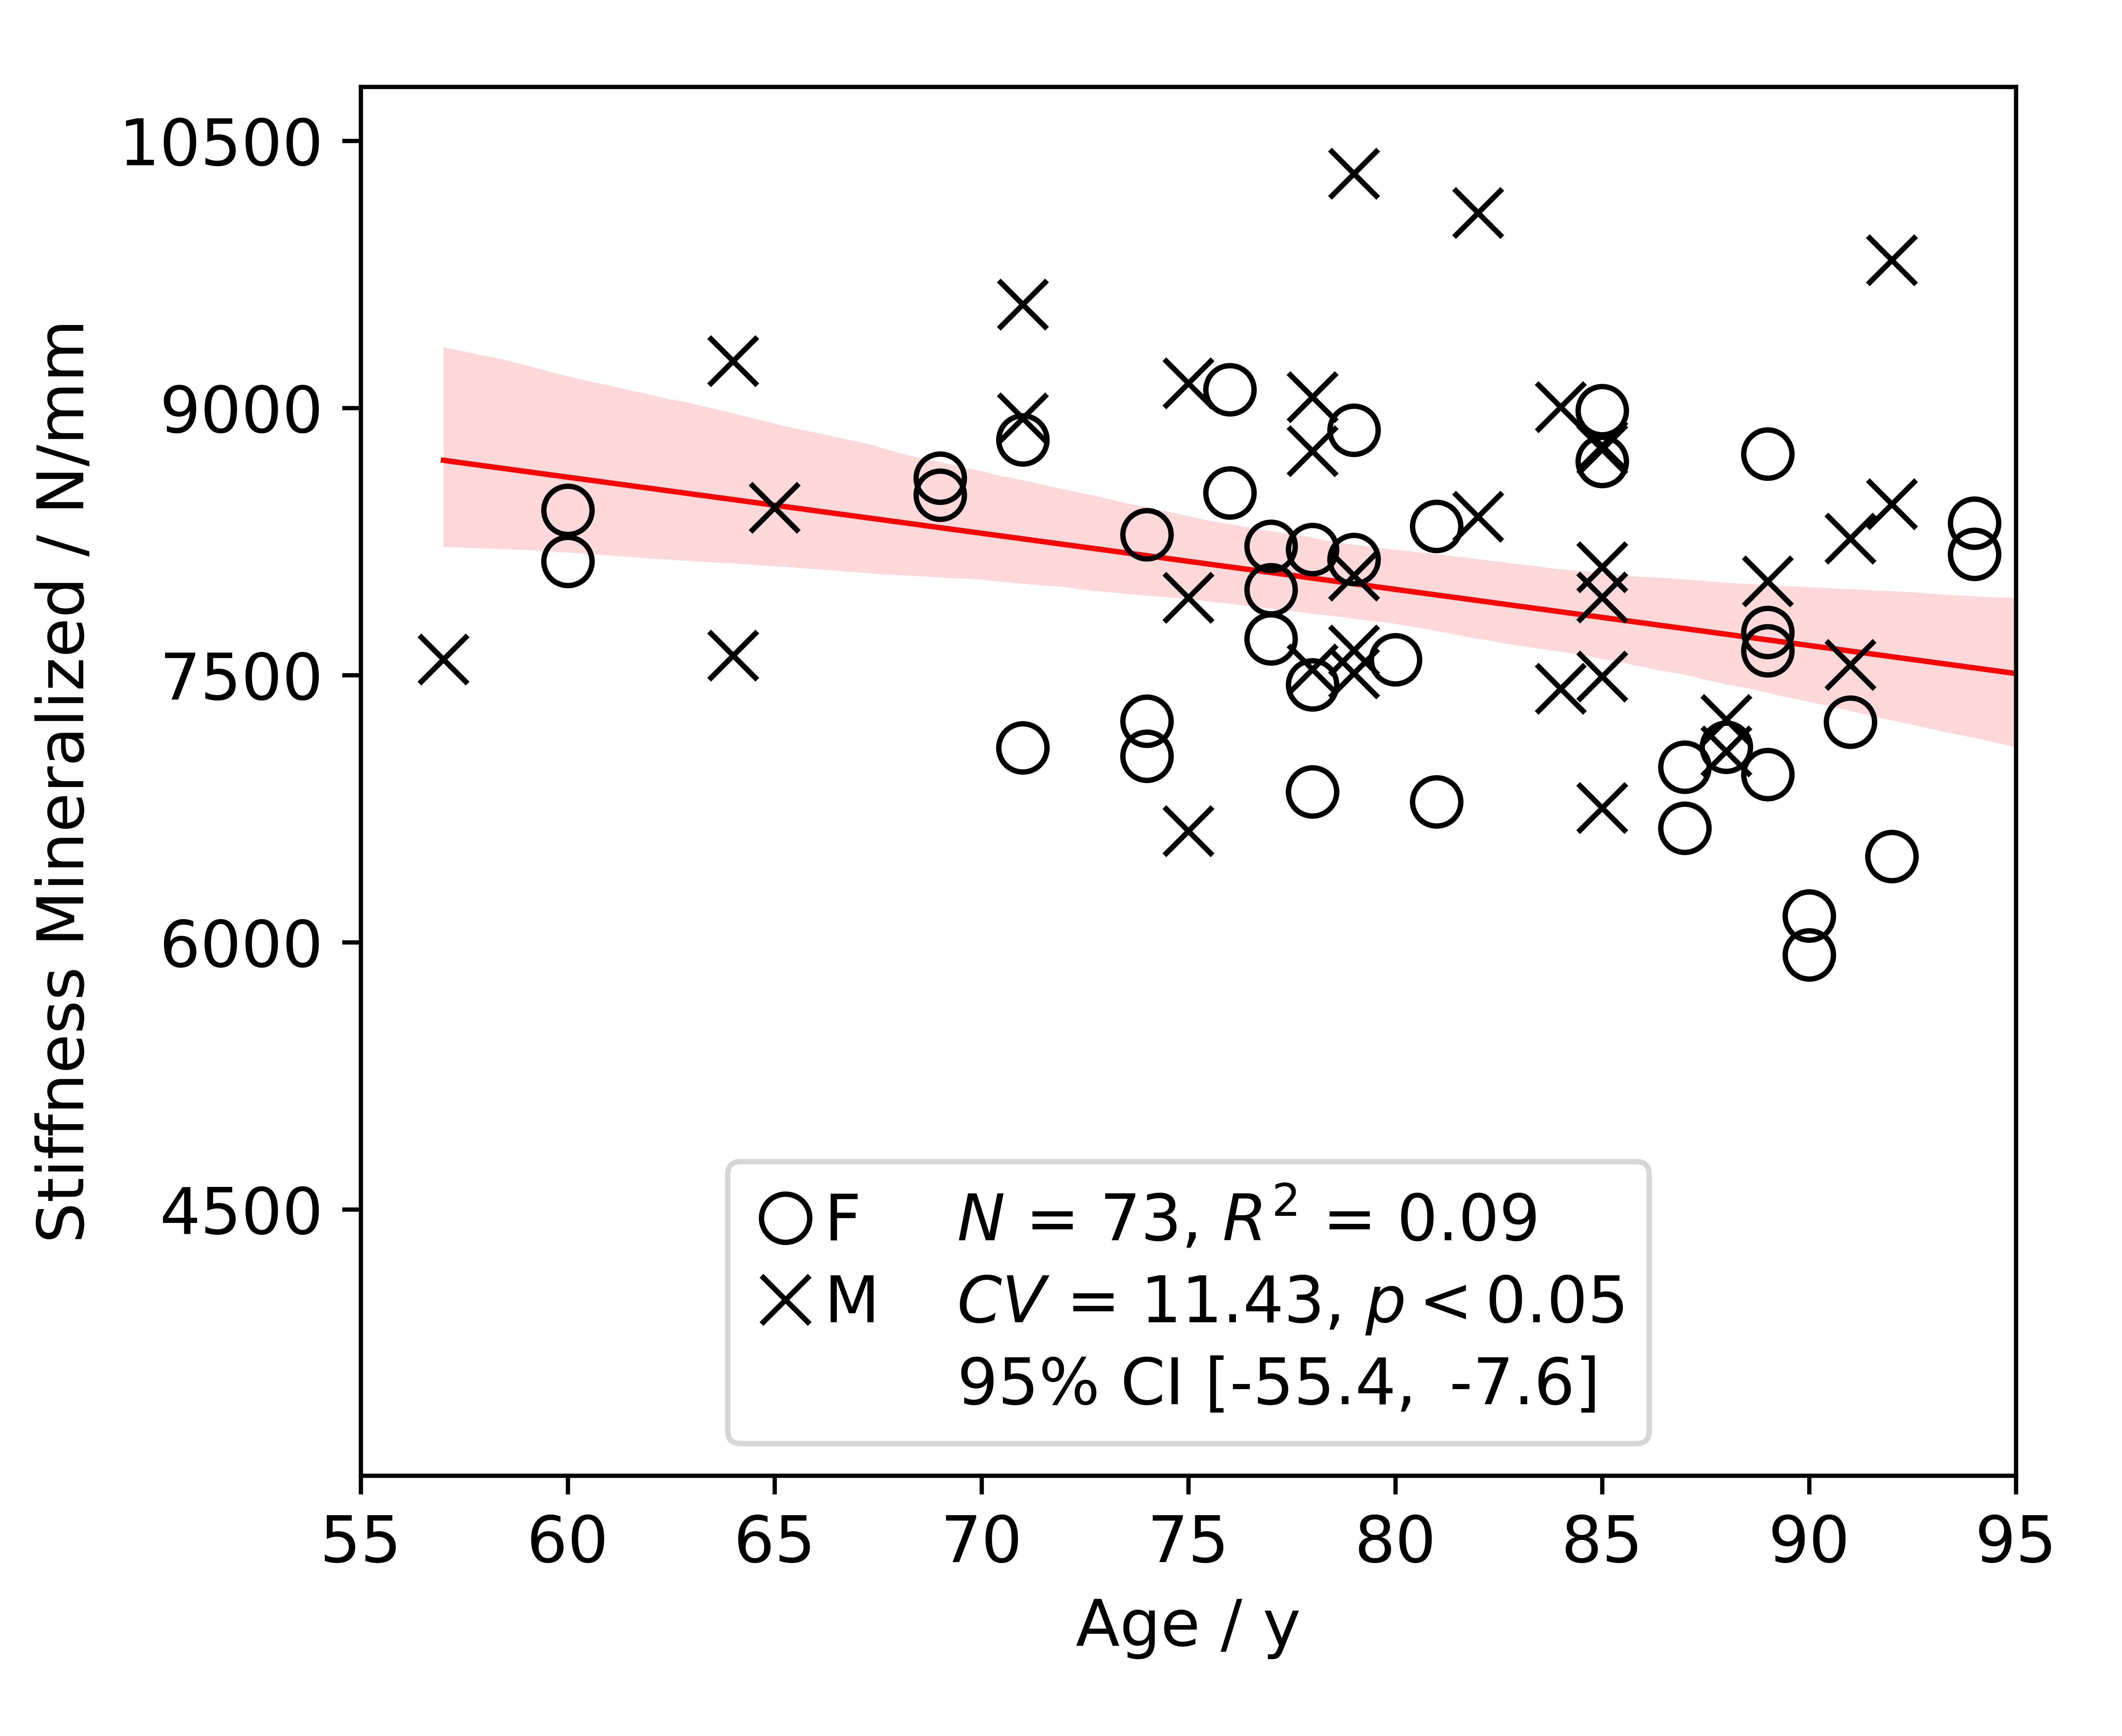 10500
9000
7500
6000
4500
Stiffness Mineralized / N/mm
F N = 73, R² = 0.09
M CV = 11.43, p < 0.05
95% CI [-55.4, -7.6]
55 60 65 70 75 80 85 90 95
Age / y